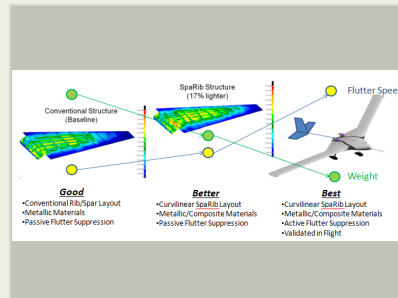 SpaRib Structure
(17% lighter)
Flutter Spee
Conventional Structure
(Baseline)
Weight
Good
•Conventional Rib/Spar Layout
•Metallic Materials
•Passive Flutter Suppression
Better
•Curvilinear SpaRib Layout
•Metallic/Composite Materials
•Passive Flutter Suppression
Best
•Curvilinear SpaRib Layout
•Metallic/Composite Materials
•Active Flutter Suppression
•Validated in Flight